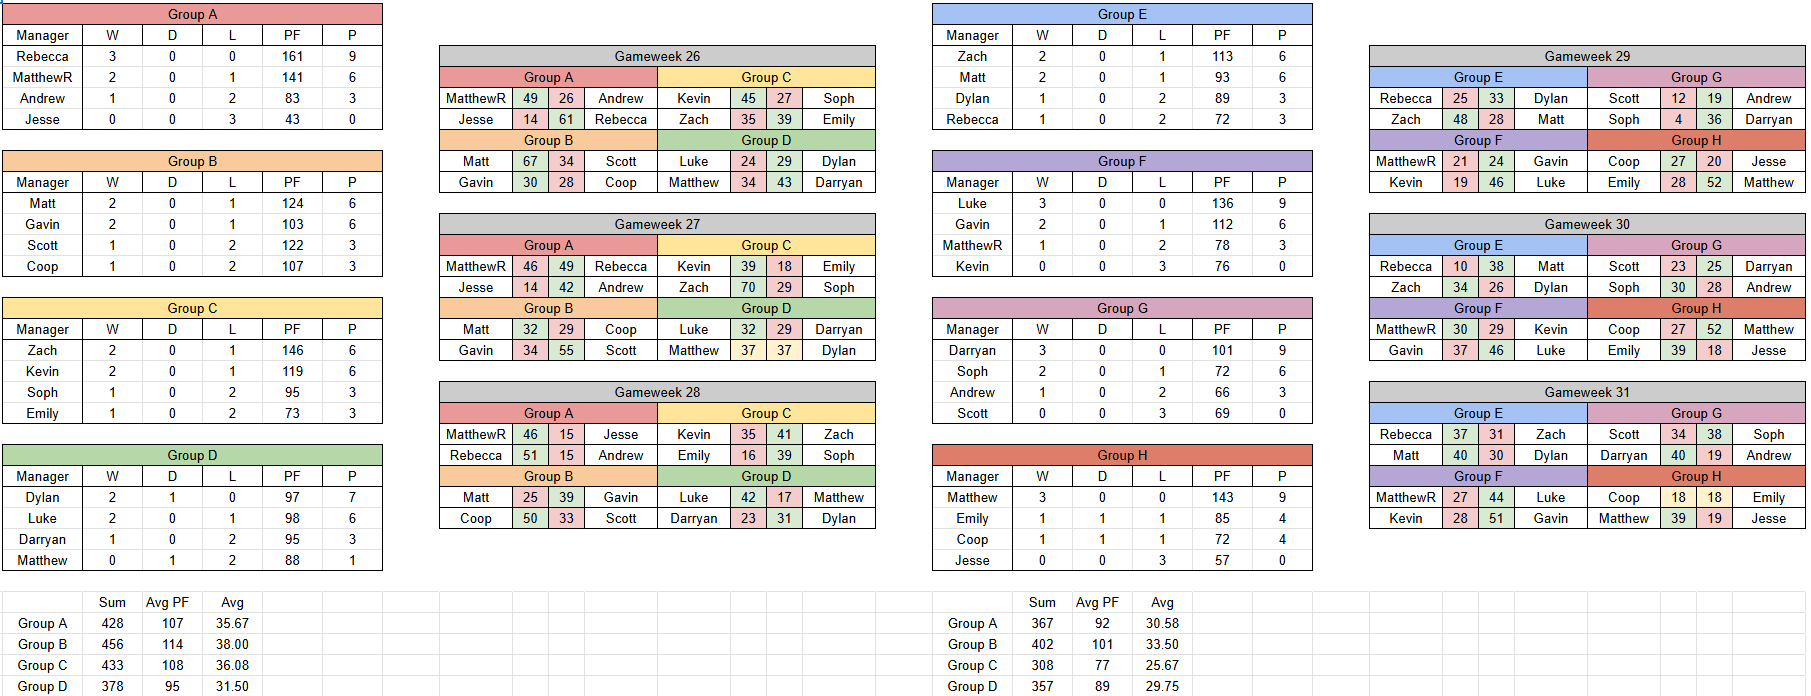 Group A
Manager W D L PF P
Rebecca 3 0 0 161 9
MatthewR 2 0 1 141 6
Andrew 1 0 2 83 3
Jesse 0 0 3 43 0
Group B
Manager W D L PF P
Matt 2 0 1 124 6
Gavin 2 0 1 103 6
Scott 1 0 2 122 3
Coop 1 0 2 107 3
Group C
Manager W D L PF P
Zach 2 0 1 146 6
Kevin 2 0 1 119 6
Soph 1 0 2 95 3
Emily 1 0 2 73 3
Group D
Manager W D L PF P
Dylan 2 1 0 97 7
Luke 2 0 1 98 6
Darryan 1 0 2 95 3
Matthew 0 1 2 88 1
Sum Avg PF Avg
Group A 428 107 35.67
Group B 456 114 38.00
Group C 433 108 36.08
Group D 378 95 31.50
Gameweek 26
Group A Group C
MatthewR 49 26 Andrew Kevin 45 27 Soph
Jesse 14 61 Rebecca Zach 35 39 Emily
Group B Group D
Matt 67 34 Scott Luke 24 29 Dylan
Gavin 30 28 Coop Matthew 34 43 Darryan
Gameweek 27
Group A Group C
MatthewR 46 49 Rebecca Kevin 39 18 Emily
Jesse 14 42 Andrew Zach 70 29 Soph
Group B Group D
Matt 32 29 Coop Luke 32 29 Darryan
Gavin 34 55 Scott Matthew 37 37 Dylan
Gameweek 28
Group A Group C
MatthewR 46 15 Jesse Kevin 35 41 Zach
Rebecca 51 15 Andrew Emily 16 39 Soph
Group B Group D
Matt 25 39 Gavin Luke 42 17 Matthew
Coop 50 33 Scott Darryan 23 31 Dylan
Group E
Manager W D L PF P
Zach 2 0 1 113 6
Matt 2 0 1 93 6
Dylan 1 0 2 89 3
Rebecca 1 0 2 72 3
Group F
Manager W D L PF P
Luke 3 0 0 136 9
Gavin 2 0 1 112 6
MatthewR 1 0 2 78 3
Kevin 0 0 3 76 0
Group G
Manager W D L PF P
Darryan 3 0 0 101 9
Soph 2 0 1 72 6
Andrew 1 0 2 66 3
Scott 0 0 3 69 0
Group H
Manager W D L PF P
Matthew 3 0 0 143 9
Emily 1 1 1 85 4
Coop 1 1 1 72 4
Jesse 0 0 3 57 0
Sum Avg PF Avg
Group A 367 92 30.58
Group B 402 101 33.50
Group C 308 77 25.67
Group D 357 89 29.75
Gameweek 29
Group E Group G
Rebecca 25 33 Dylan Scott 12 19 Andrew
Zach 48 28 Matt Soph 4 36 Darryan
Group F Group H
MatthewR 21 24 Gavin Coop 27 20 Jesse
Kevin 19 46 Luke Emily 28 52 Matthew
Gameweek 30
Group E Group G
Rebecca 10 38 Matt Scott 23 25 Darryan
Zach 34 26 Dylan Soph 30 28 Andrew
Group F Group H
MatthewR 30 29 Kevin Coop 27 52 Matthew
Gavin 37 46 Luke Emily 39 18 Jesse
Gameweek 31
Group E Group G
Rebecca 37 31 Zach Scott 34 38 Soph
Matt 40 30 Dylan Darryan 40 19 Andrew
Group F Group H
MatthewR 27 44 Luke Coop 18 18 Emily
Kevin 28 51 Gavin Matthew 39 19 Jesse